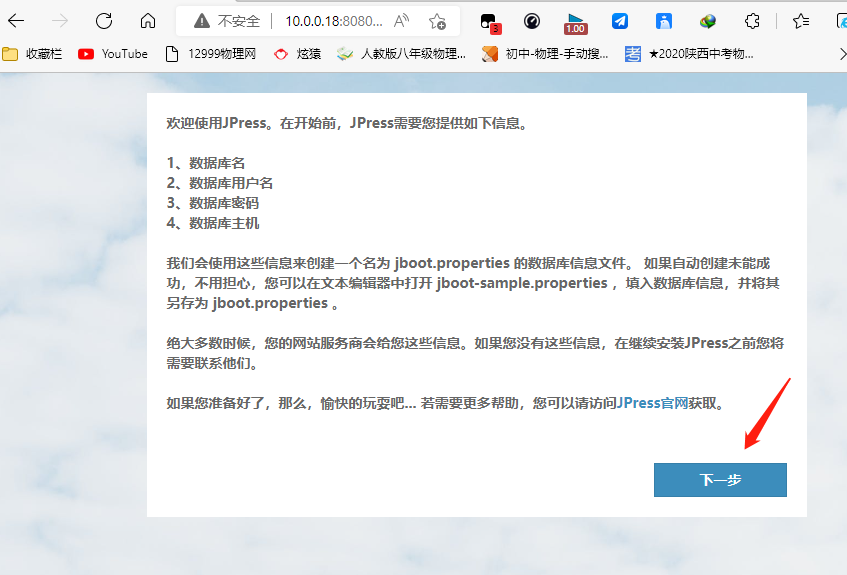 不安全 10.0.0.18:8080...
3 1.00
收藏栏 YouTube 12999物理网 炫猿 人教版八年级物理... 初中-物理-手动搜... ★2020陕西中考物...
欢迎使用JPress。在开始前，JPress需要您提供如下信息。
1、数据库名
2、数据库用户名
3、数据库密码
4、数据库主机
我们会使用这些信息来创建一个名为 jboot.properties 的数据库信息文件。 如果自动创建未能成
功，不用担心，您可以在文本编辑器中打开 jboot-sample.properties ，填入数据库信息，并将其
另存为 jboot.properties 。
绝大多数时候，您的网站服务商会给您这些信息。如果您没有这些信息，在继续安装JPress之前您将
需要联系他们。
如果您准备好了，那么，愉快的玩耍吧... 若需要更多帮助，您可以请访问JPress官网获取。
下一步